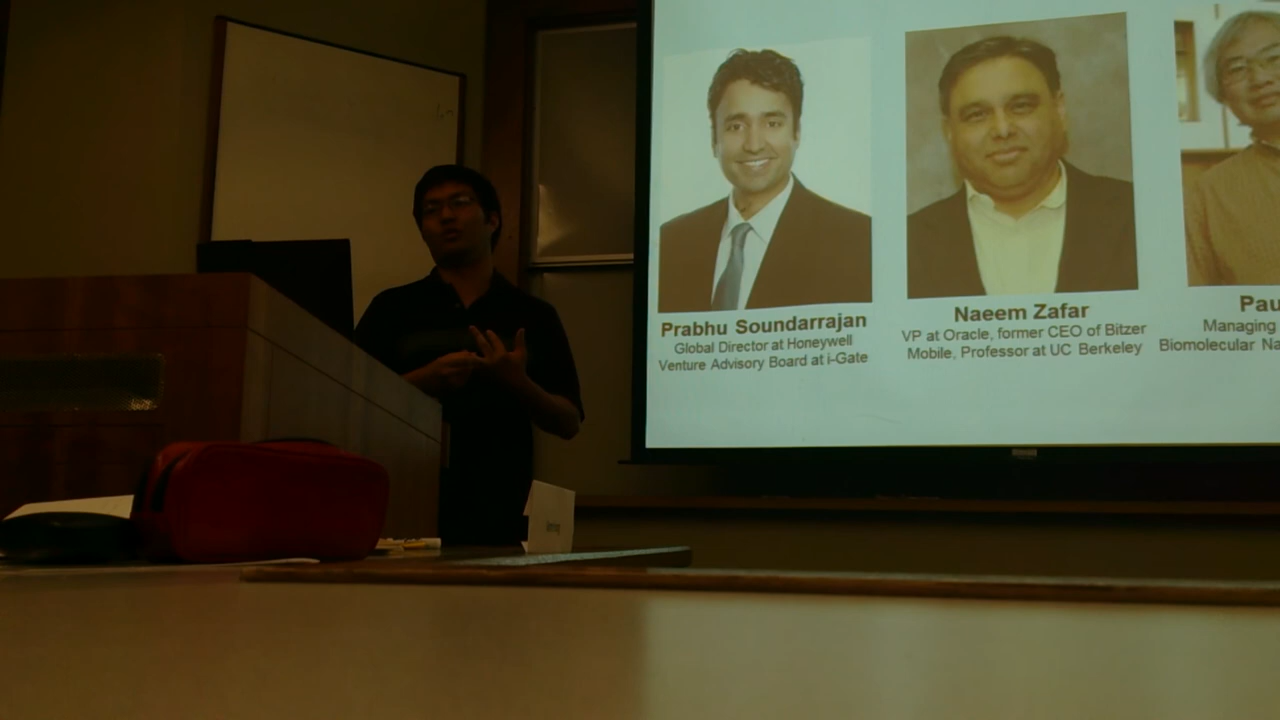 Prabhu Soundarrajan
Global Director at Honeywell
Venture Advisory Board at i-Gate
Naeem Zafar
VP at Oracle, former CEO of Bitzer
Mobile, Professor at UC Berkeley
Pau
Managing
Biomolecular Na